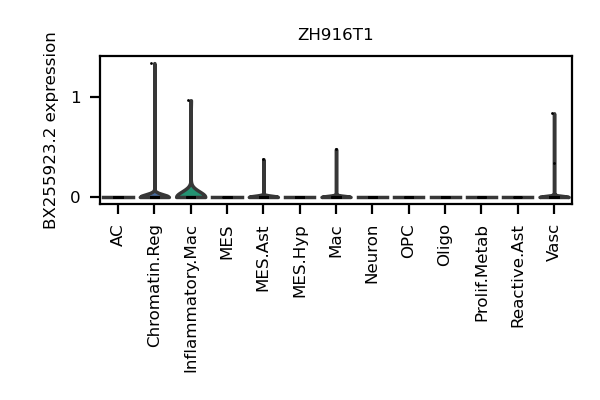 ZH916T1
BX255923.2 expression
1
0
AC
Chromatin.Reg
Inflammatory.Mac
MES
MES.Ast
MES.Hyp
Mac
Neuron
OPC
Oligo
Prolif.Metab
Reactive.Ast
Vasc